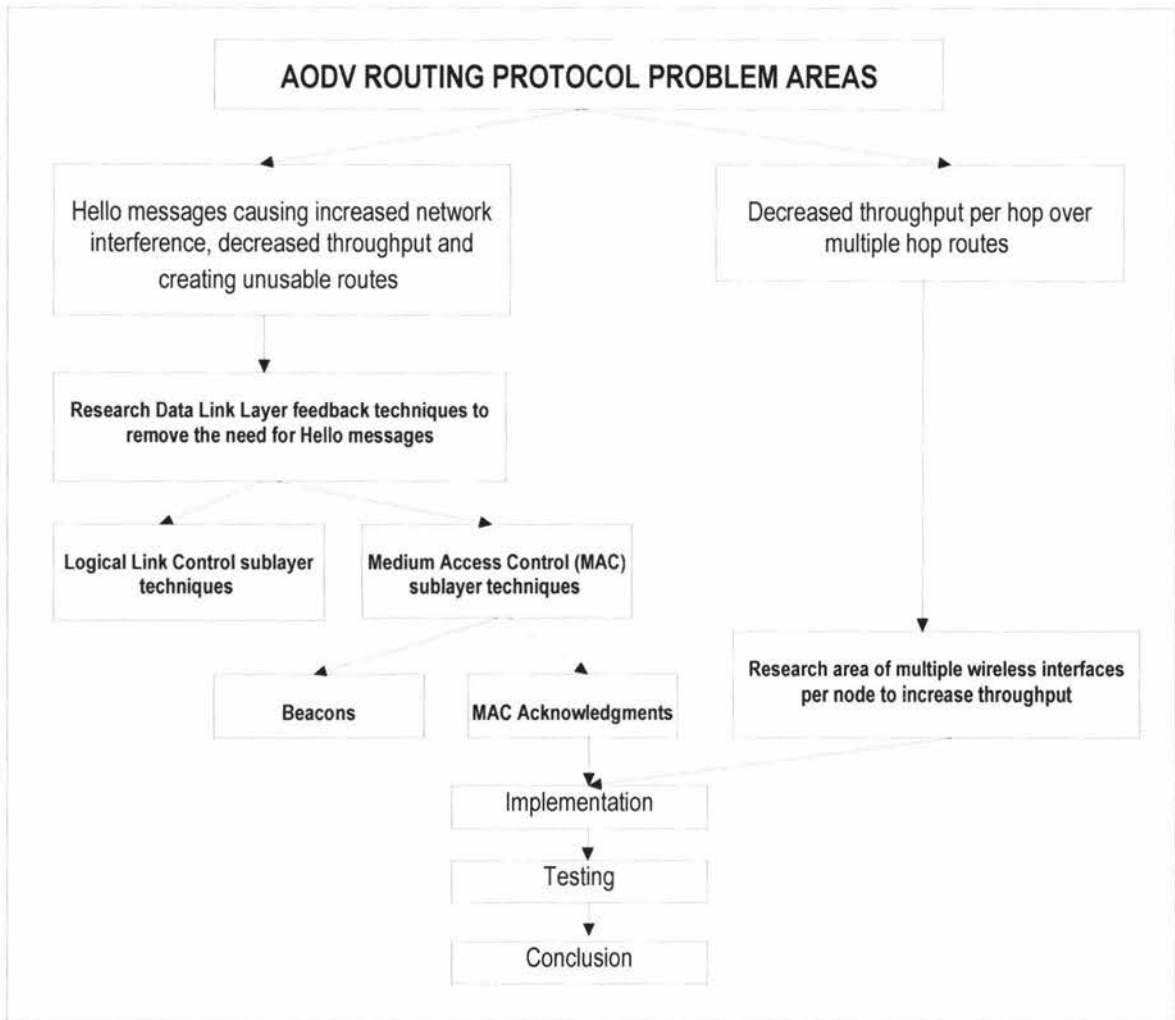 AODV ROUTING PROTOCOL PROBLEM AREAS
Hello messages causing increased network
interference, decreased throughput and
creating unusable routes
Decreased throughput per hop over
multiple hop routes
Research Data Link Layer feedback techniques to
remove the need for Hello messages
Logical Link Control sublayer
techniques
Medium Access Control (MAC)
sublayer techniques
Research area of multiple wireless interfaces
per node to increase throughput
Beacons
MAC Acknowledgments
Implementation
Testing
Conclusion